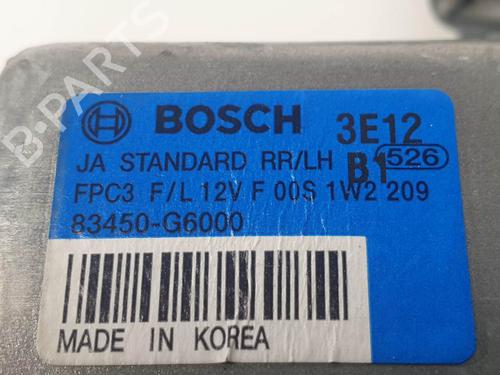 B-PARTS
BOSCH 3E12
JA STANDARD RR/LH B1 526
FPC3 F/L 12V F 00S 1W2 209
83450-G6000
MADE IN KOREA